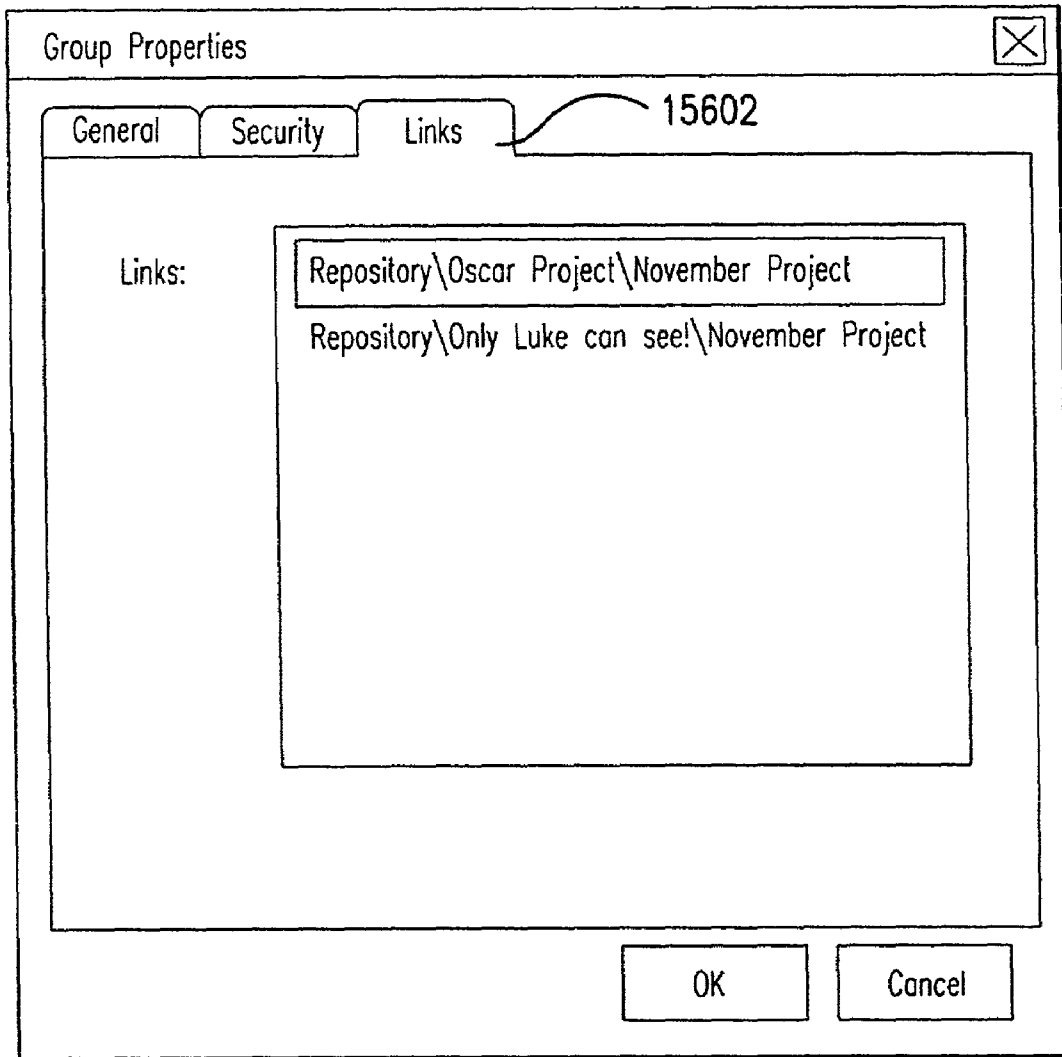 Group Properties
General Security Links 15602
Links:
Repository\Oscar Project\November Project
Repository\Only Luke can see!\November Project
OK Cancel